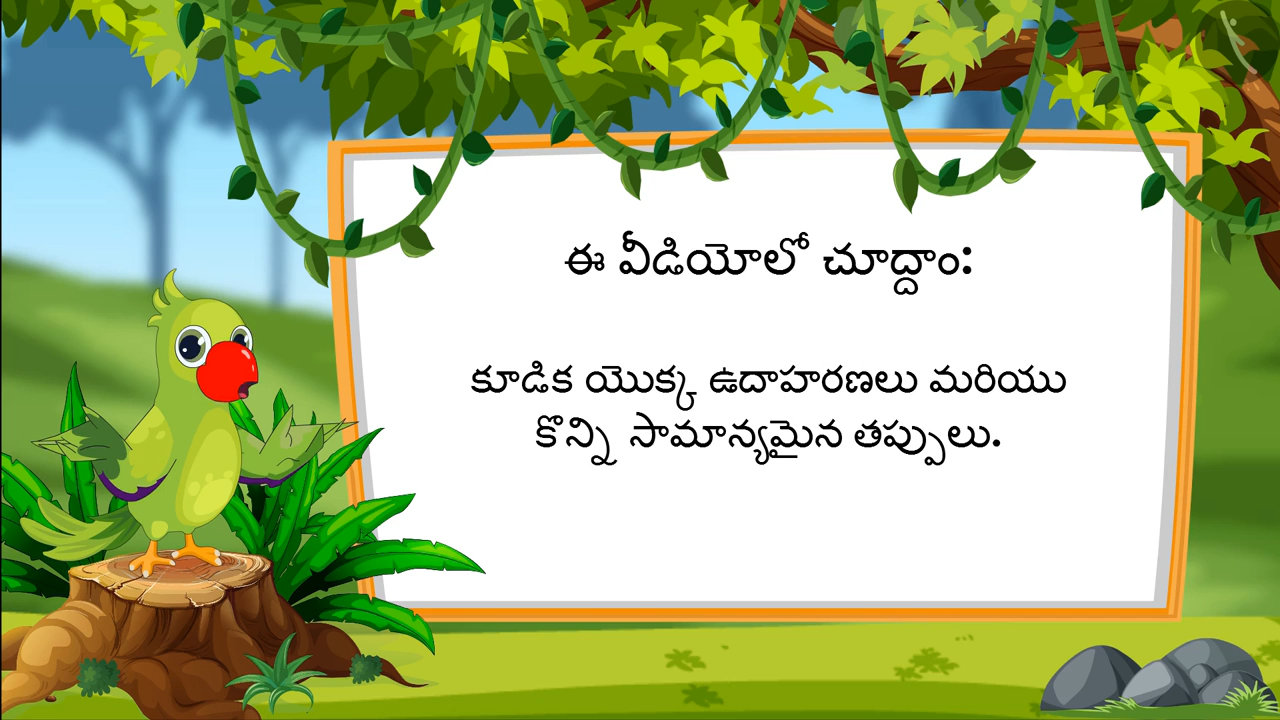 ఈ వీడియోలో చూద్దాం:
కూడిక యొక్క ఉదాహరణలు మరియు
కొన్ని సామాన్యమైన తప్పులు.